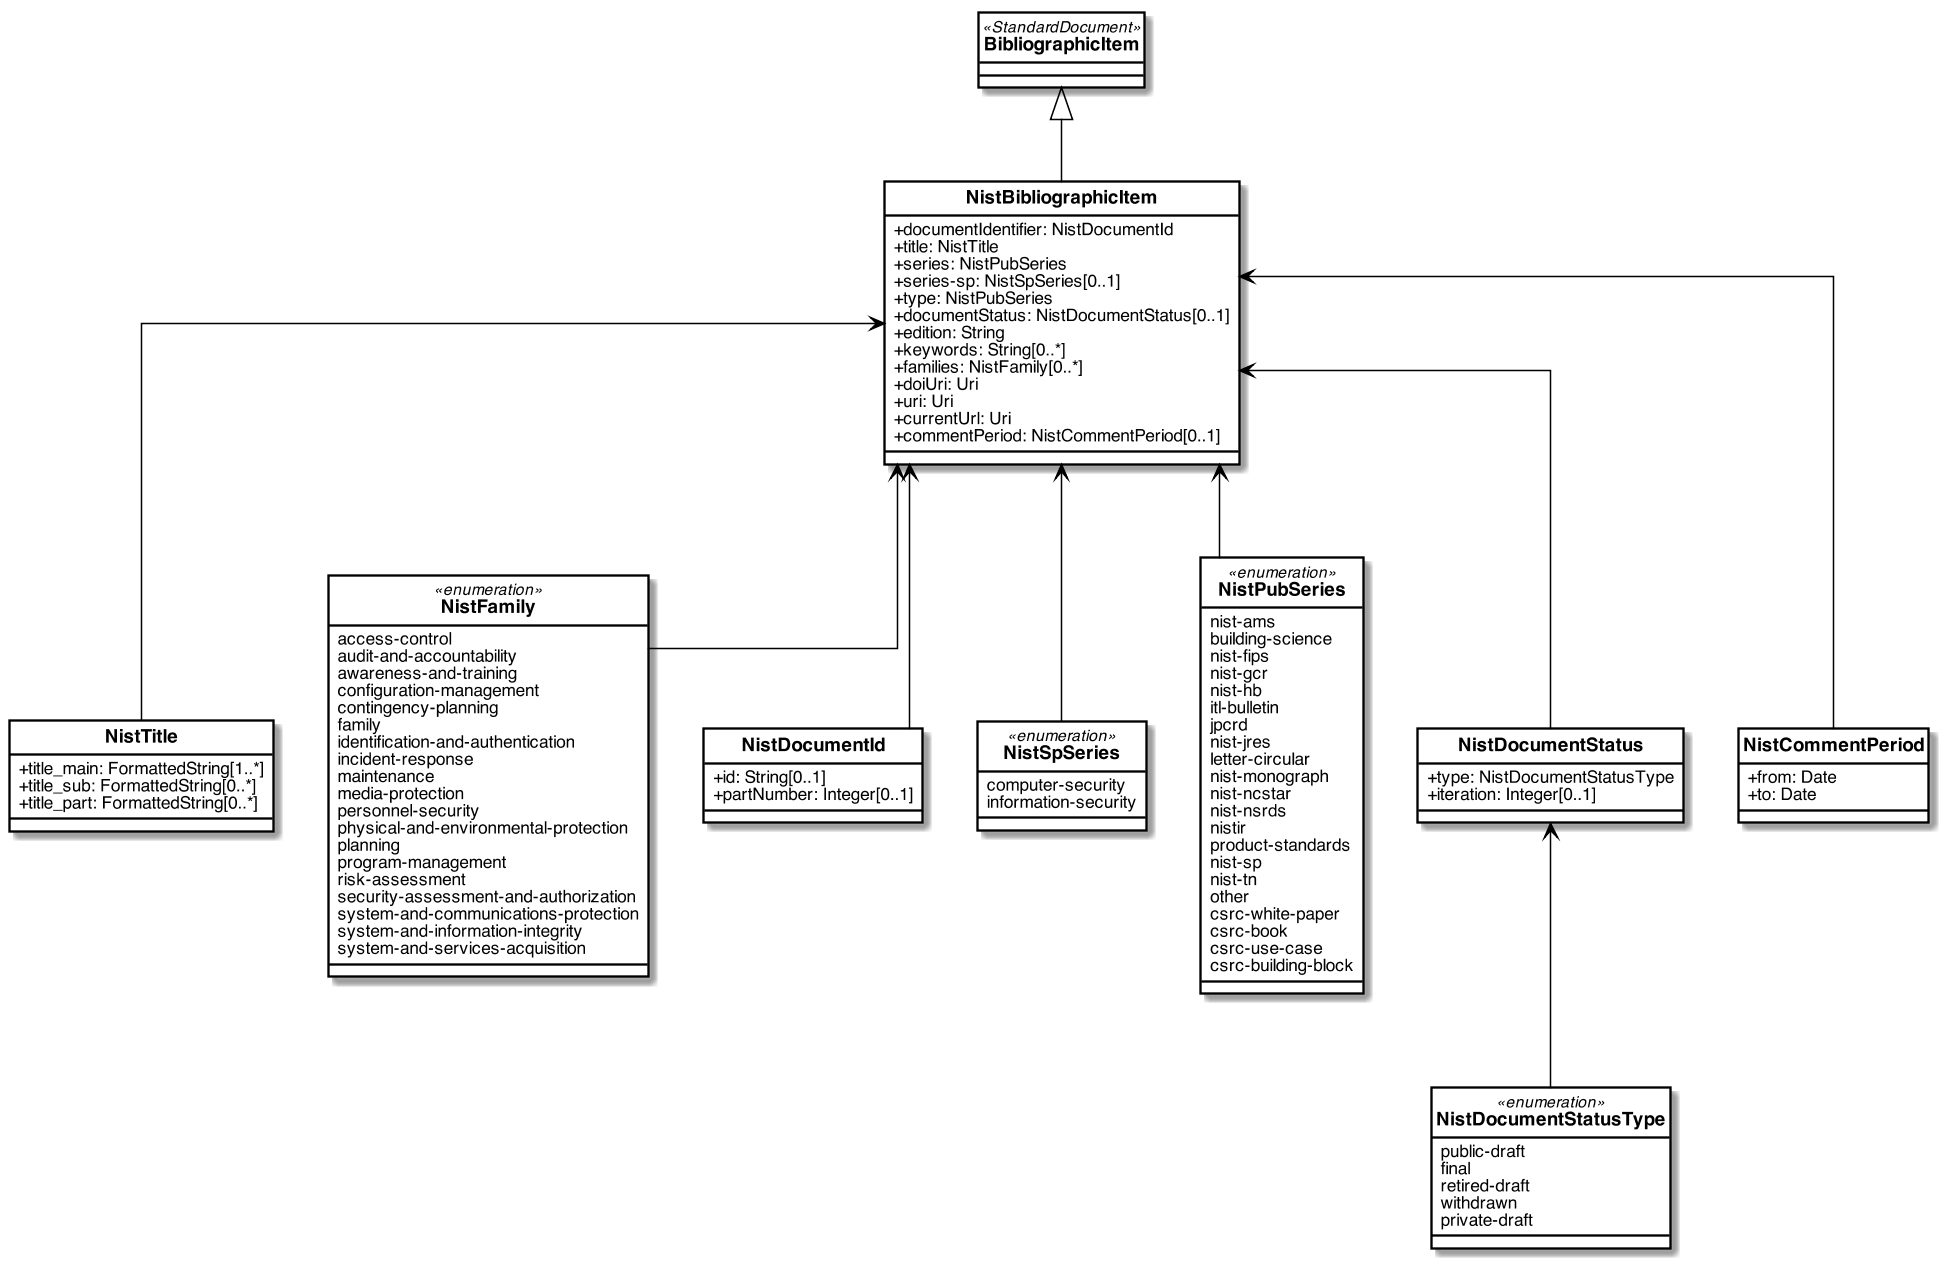 «StandardDocument»
BibliographicItem
NistBibliographicItem
+documentIdentifier: NistDocumentId
+title: NistTitle
+series: NistPubSeries
+series-sp: NistSpSeries[0..1]
+type: NistPubSeries
+documentStatus: NistDocumentStatus[0..1]
+edition: String
+keywords: String[0..*]
+families: NistFamily[0..*]
+doiUri: Uri
+uri: Uri
+currentUrl: Uri
+commentPeriod: NistCommentPeriod[0..1]
NistTitle
+title_main: FormattedString[1..*]
+title_sub: FormattedString[0..*]
+title_part: FormattedString[0..*]
«enumeration»
NistFamily
access-control
audit-and-accountability
awareness-and-training
configuration-management
contingency-planning
family
identification-and-authentication
incident-response
maintenance
media-protection
personnel-security
physical-and-environmental-protection
planning
program-management
risk-assessment
security-assessment-and-authorization
system-and-communications-protection
system-and-information-integrity
system-and-services-acquisition
NistDocumentId
+id: String[0..1]
+partNumber: Integer[0..1]
«enumeration»
NistSpSeries
computer-security
information-security
«enumeration»
NistPubSeries
nist-ams
building-science
nist-fips
nist-gcr
nist-hb
itl-bulletin
jpcrd
nist-jres
letter-circular
nist-monograph
nist-ncstar
nist-nsrds
nistir
product-standards
nist-sp
nist-tn
other
csrc-white-paper
csrc-book
csrc-use-case
csrc-building-block
NistDocumentStatus
+type: NistDocumentStatusType
+iteration: Integer[0..1]
NistCommentPeriod
+from: Date
+to: Date
«enumeration»
NistDocumentStatusType
public-draft
final
retired-draft
withdrawn
private-draft